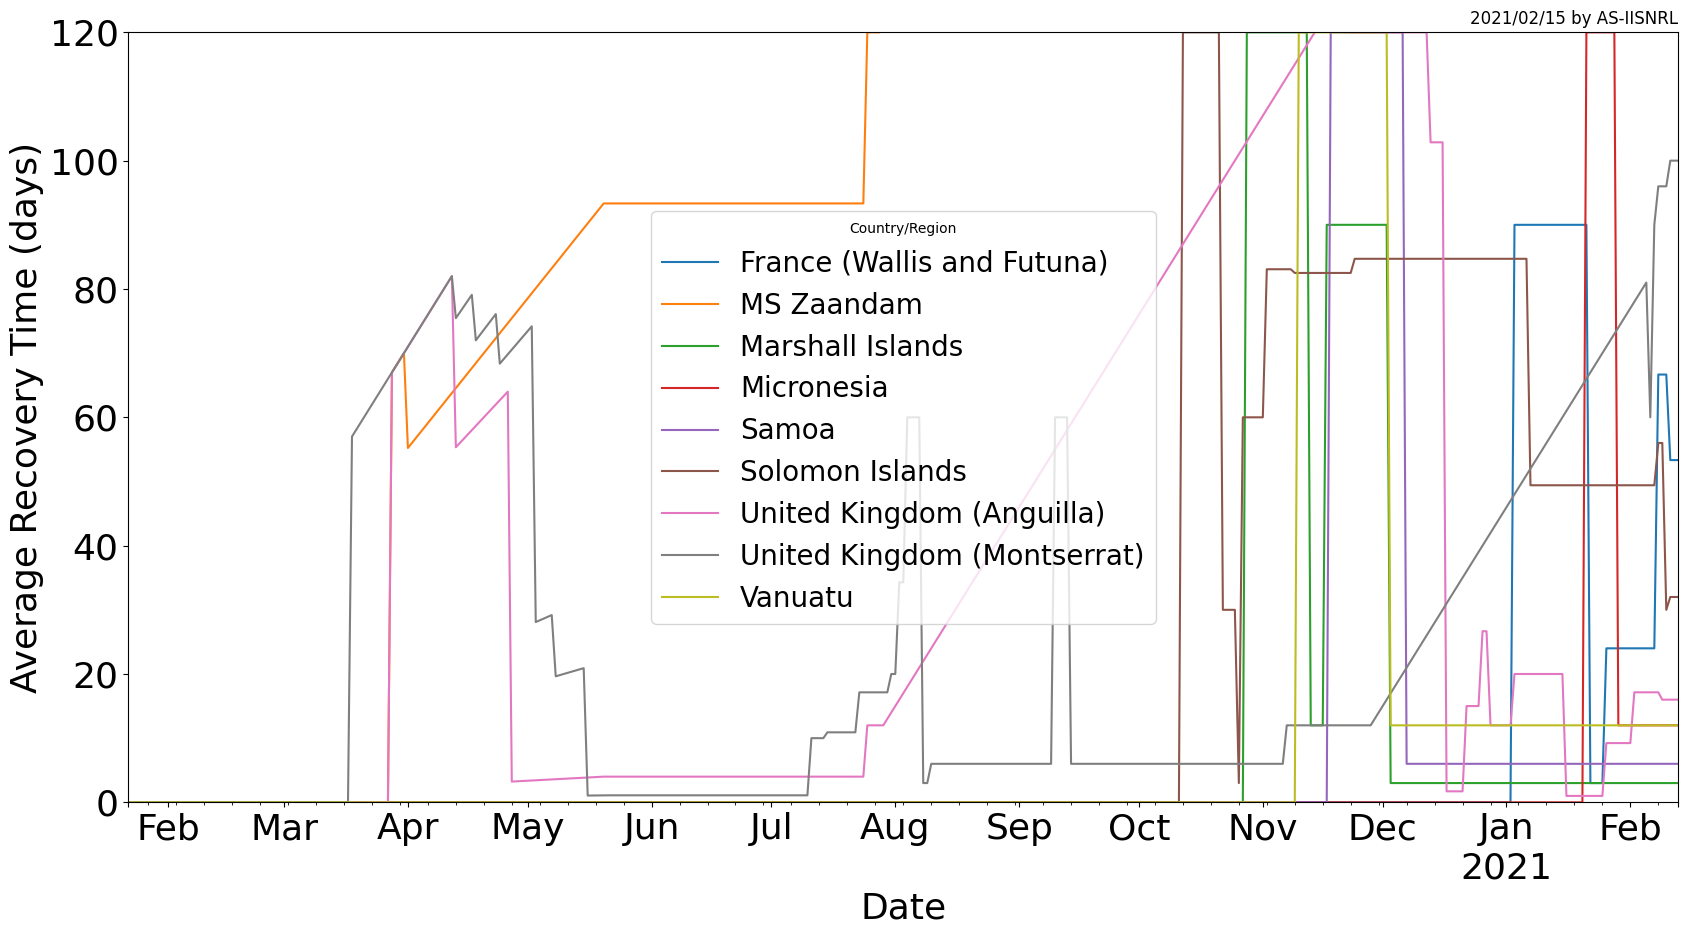 2021/02/15 by AS-IISNRL
120
100
80
60
40
20
0
Average Recovery Time (days)
Country/Region
France (Wallis and Futuna)
MS Zaandam
Marshall Islands
Micronesia
Samoa
Solomon Islands
United Kingdom (Anguilla)
United Kingdom (Montserrat)
Vanuatu
Feb Mar Apr May Jun Jul Aug Sep Oct Nov Dec Jan Feb
2021
Date